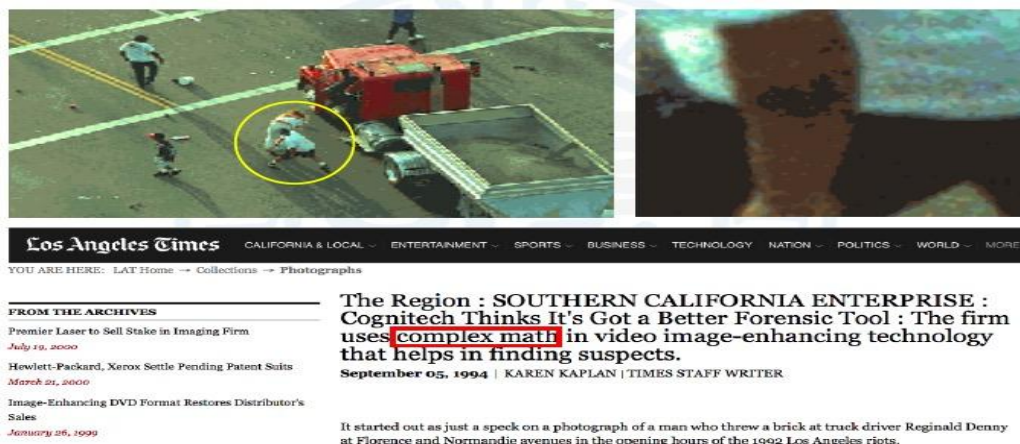 Los Angeles Times CALIFORNIA & LOCAL ENTERTAINMENT SPORTS BUSINESS TECHNOLOGY NATION POLITICS WORLD MORE
YOU ARE HERE: LAT Home → Collections → Photographs
FROM THE ARCHIVES
Premier Laser to Sell Stake in Imaging Firm
July 19, 2000
Hewlett-Packard, Xerox Settle Pending Patent Suits
March 21, 2000
Image-Enhancing DVD Format Restores Distributor's
Sales
January 26, 1999
The Region : SOUTHERN CALIFORNIA ENTERPRISE :
Cognitech Thinks It's Got a Better Forensic Tool : The firm
uses complex math in video image-enhancing technology
that helps in finding suspects.
September 05, 1994 | KAREN KAPLAN | TIMES STAFF WRITER
It started out as just a speck on a photograph of a man who threw a brick at truck driver Reginald Denny
at Florence and Normandie avenues in the opening hours of the 1992 Los Angeles riots.